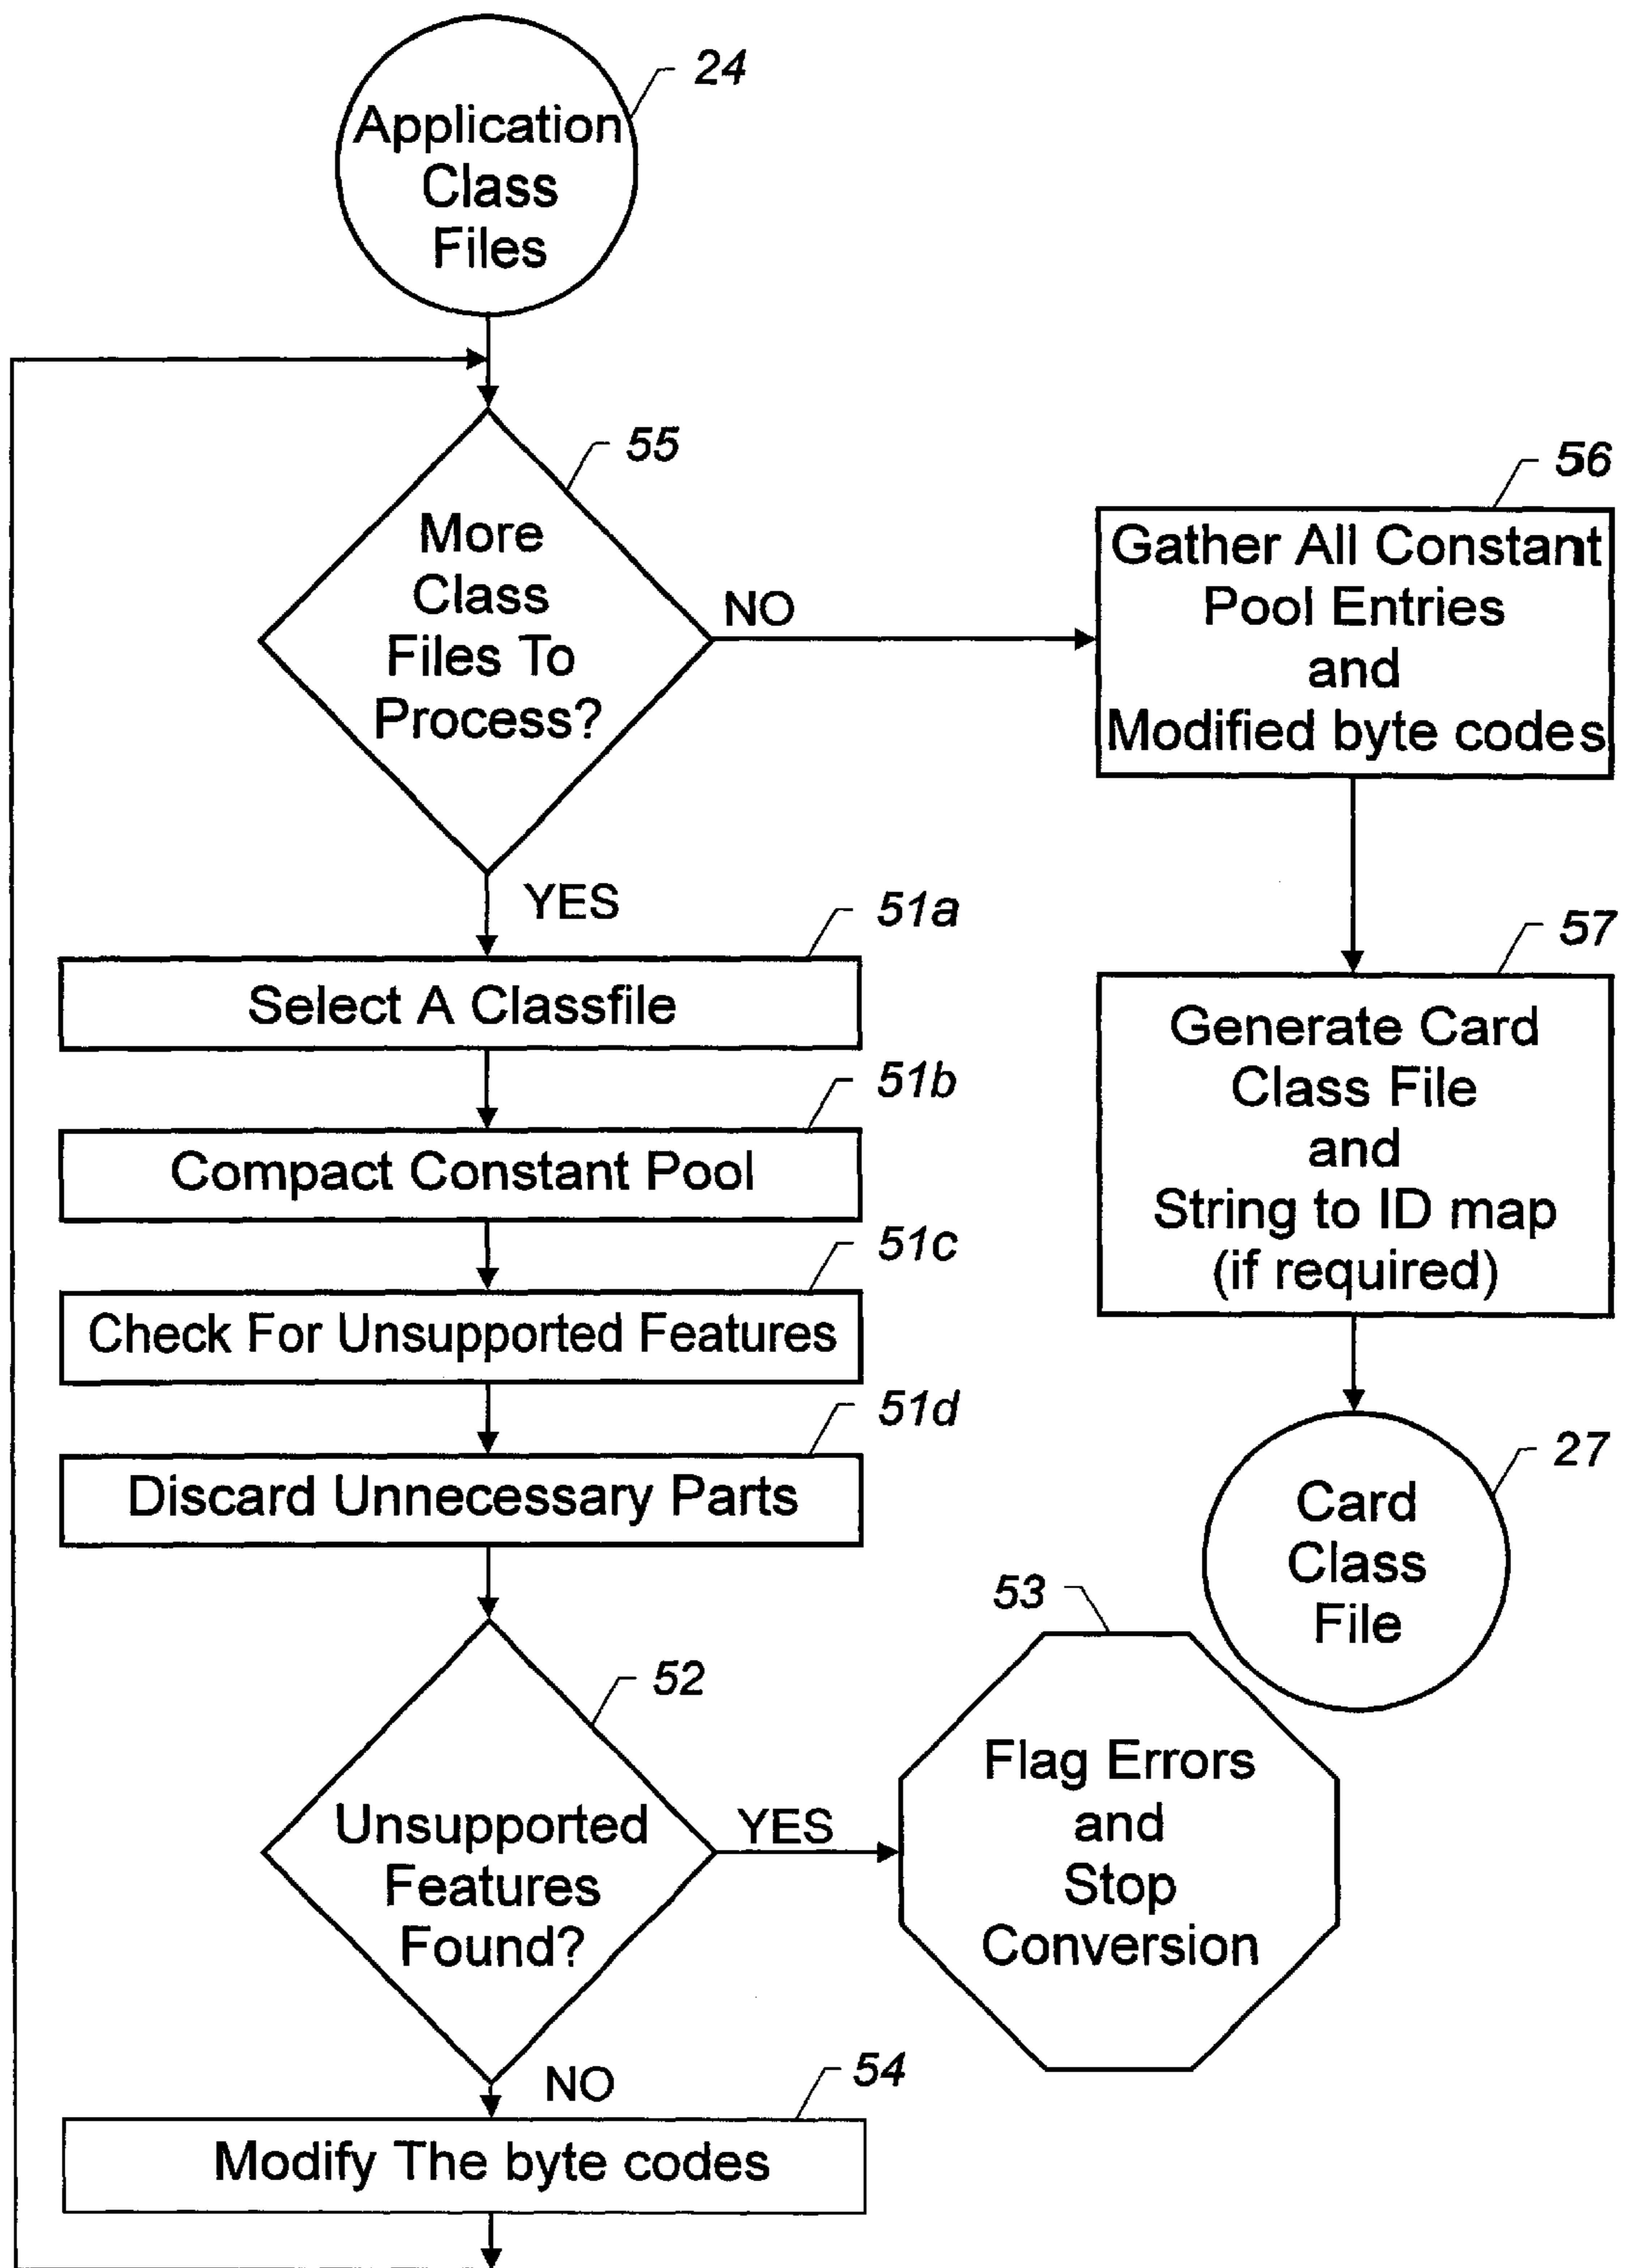 24
Application
Class
Files
55
More
Class
Files To
Process?
NO
YES
56
Gather All Constant
Pool Entries
and
Modified byte codes
51a
Select A Classfile
51b
Compact Constant Pool
51c
Check For Unsupported Features
51d
Discard Unnecessary Parts
57
Generate Card
Class File
and
String to ID map
(if required)
27
Card
Class
File
52
Unsupported
Features
Found?
YES
NO
53
Flag Errors
and
Stop
Conversion
54
Modify The byte codes